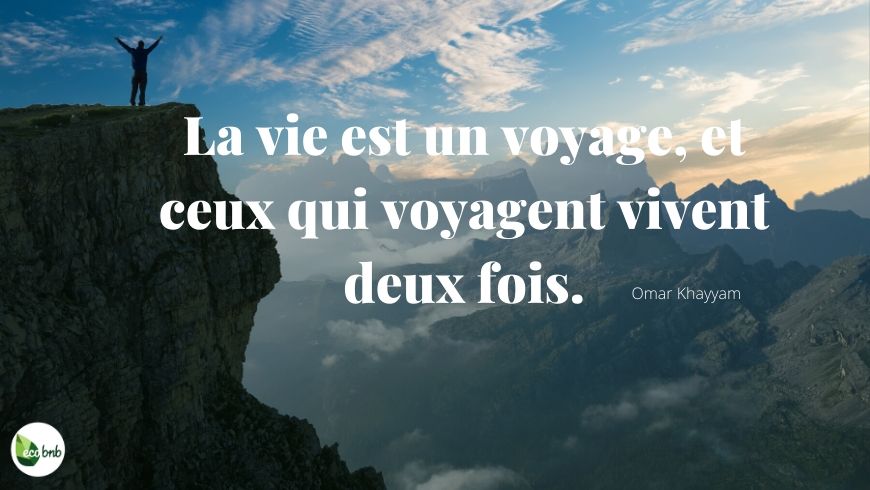 La vie est un voyage, et
ceux qui voyagent vivent
deux fois.
Omar Khayyam
ecobnb